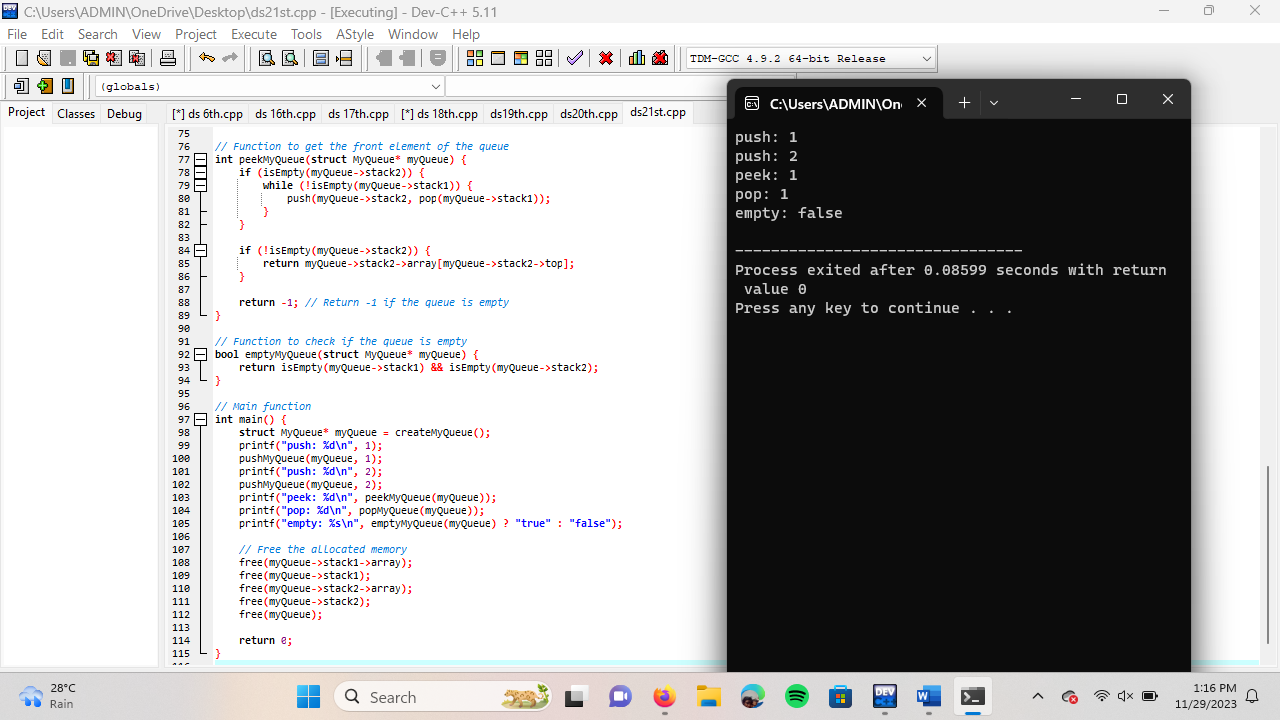 C:\Users\ADMIN\OneDrive\Desktop\ds21st.cpp - [Executing] - Dev-C++ 5.11
File Edit Search View Project Execute Tools AStyle Window Help
TDM-GCC 4.9.2 64-bit Release
(globals)
Project Classes Debug
[*] ds 6th.cpp ds 16th.cpp ds 17th.cpp [*] ds 18th.cpp ds19th.cpp ds20th.cpp ds21st.cpp
75
76 // Function to get the front element of the queue
77 int peekMyQueue(struct MyQueue* myQueue) {
78 if (isEmpty(myQueue->stack2)) {
79 while (!isEmpty(myQueue->stack1)) {
80 push(myQueue->stack2, pop(myQueue->stack1));
81 }
82 }
83
84 if (!isEmpty(myQueue->stack2)) {
85 return myQueue->stack2->array[myQueue->stack2->top];
86 }
87
88 return -1; // Return -1 if the queue is empty
89 }
90
91 // Function to check if the queue is empty
92 bool emptyMyQueue(struct MyQueue* myQueue) {
93 return isEmpty(myQueue->stack1) && isEmpty(myQueue->stack2);
94 }
95
96 // Main function
97 int main() {
98 struct MyQueue* myQueue = createMyQueue();
99 printf("push: %d\n", 1);
100 pushMyQueue(myQueue, 1);
101 printf("push: %d\n", 2);
102 pushMyQueue(myQueue, 2);
103 printf("peek: %d\n", peekMyQueue(myQueue));
104 printf("pop: %d\n", popMyQueue(myQueue));
105 printf("empty: %s\n", emptyMyQueue(myQueue) ? "true" : "false");
106
107 // Free the allocated memory
108 free(myQueue->stack1->array);
109 free(myQueue->stack1);
110 free(myQueue->stack2->array);
111 free(myQueue->stack2);
112 free(myQueue);
113
114 return 0;
115 }
C:\Users\ADMIN\On
push: 1
push: 2
peek: 1
pop: 1
empty: false
--------------------------------
Process exited after 0.08599 seconds with return
value 0
Press any key to continue . . .
28°C
Rain
Search
DEV
DEV
W
1:16 PM
11/29/2023